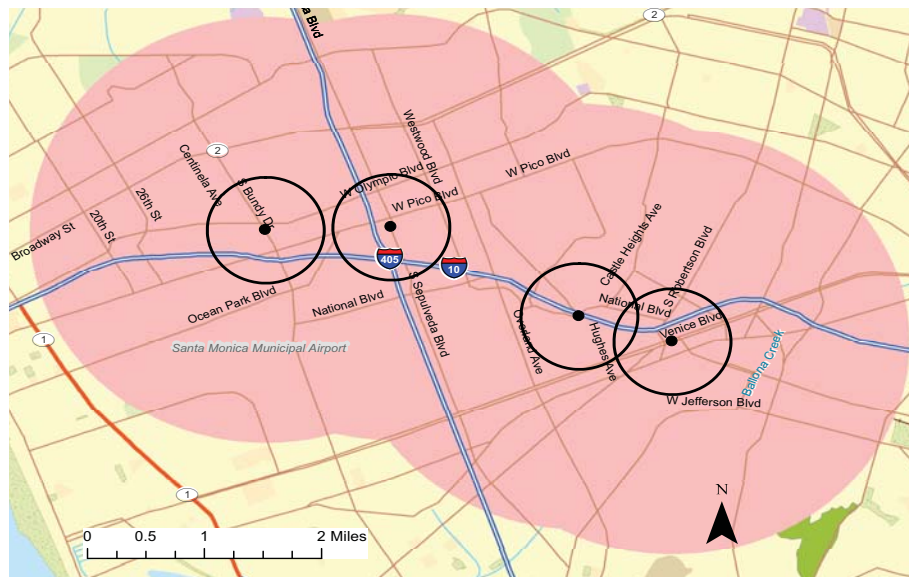 a Blvd
2
2
Westwood Blvd
Centinela Ave
S Bundy Dr
W Olympic Blvd
W Pico Blvd
W Pico Blvd
26th St
20th St
Broadway St
Castle Heights Ave
S Robertson Blvd
405
10
Ocean Park Blvd
National Blvd
S Sepulveda Blvd
National Blvd
Venice Blvd
Overland Ave
Hughes Ave
1
Santa Monica Municipal Airport
Ballona Creek
W Jefferson Blvd
1
N
0 0.5 1 2 Miles